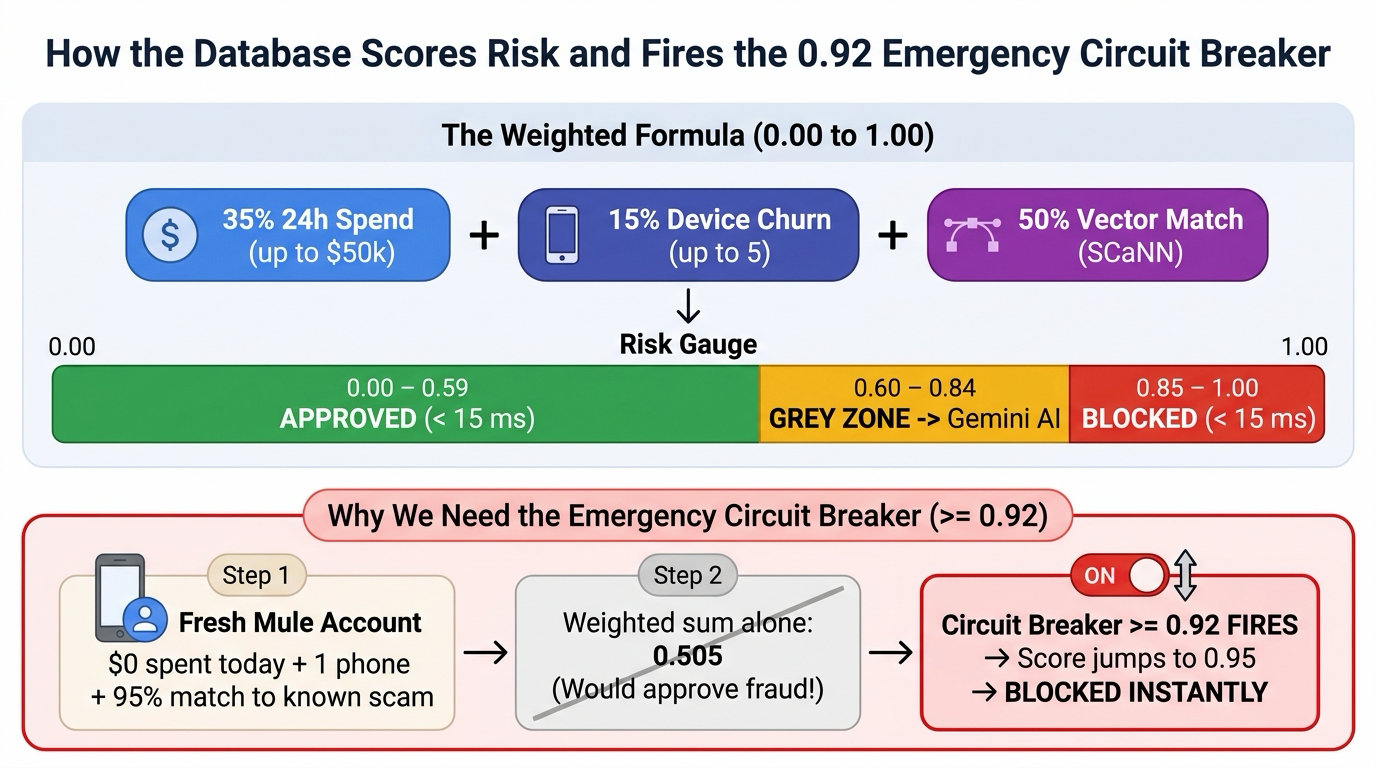 How the Database Scores Risk and Fires the 0.92 Emergency Circuit Breaker
The Weighted Formula (0.00 to 1.00)
$
35% 24h Spend
(up to $50k)
+
15% Device Churn
(up to 5)
+
50% Vector Match
(SCaNN)
↓
Risk Gauge
0.00
1.00
0.00 – 0.59
APPROVED (< 15 ms)
0.60 – 0.84
GREY ZONE -> Gemini AI
0.85 – 1.00
BLOCKED (< 15 ms)
Why We Need the Emergency Circuit Breaker (>= 0.92)
Step 1
Fresh Mule Account
$0 spent today + 1 phone
+ 95% match to known scam
→
Step 2
Weighted sum alone:
0.505
(Would approve fraud!)
→
ON
Circuit Breaker >= 0.92 FIRES
→ Score jumps to 0.95
→ BLOCKED INSTANTLY